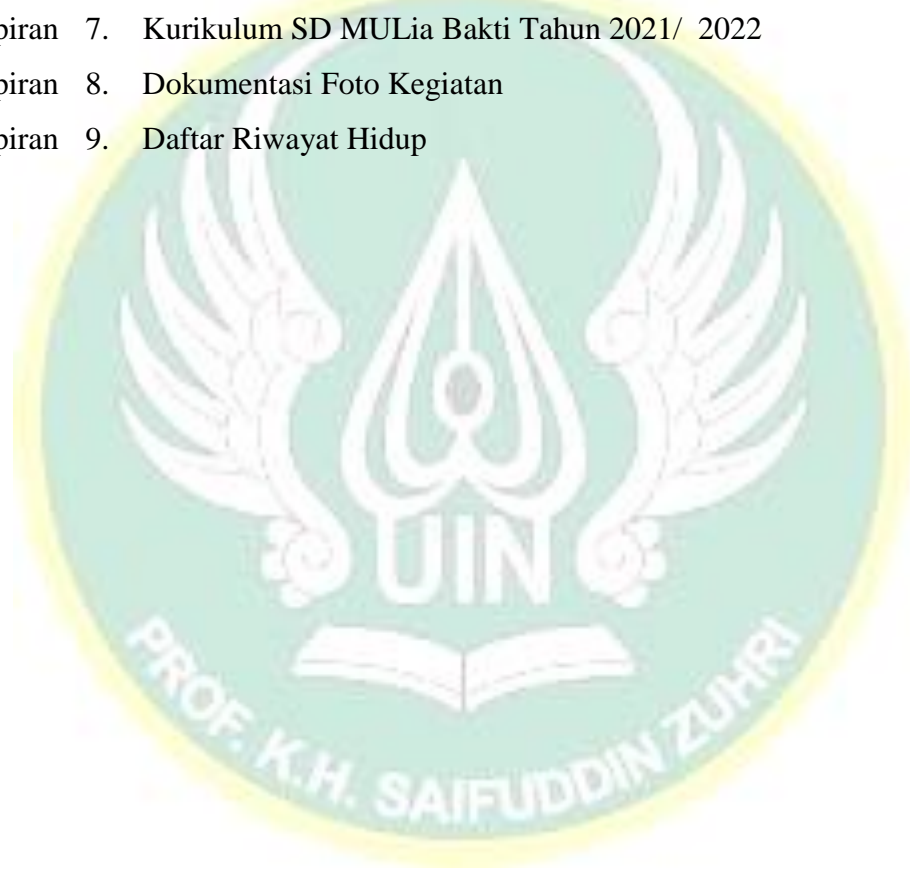 piran 7. Kurikulum SD MULia Bakti Tahun 2021/ 2022
piran 8. Dokumentasi Foto Kegiatan
piran 9. Daftar Riwayat Hidup
UIN
PROF. K.H. SAIFUDDIN ZUHRI